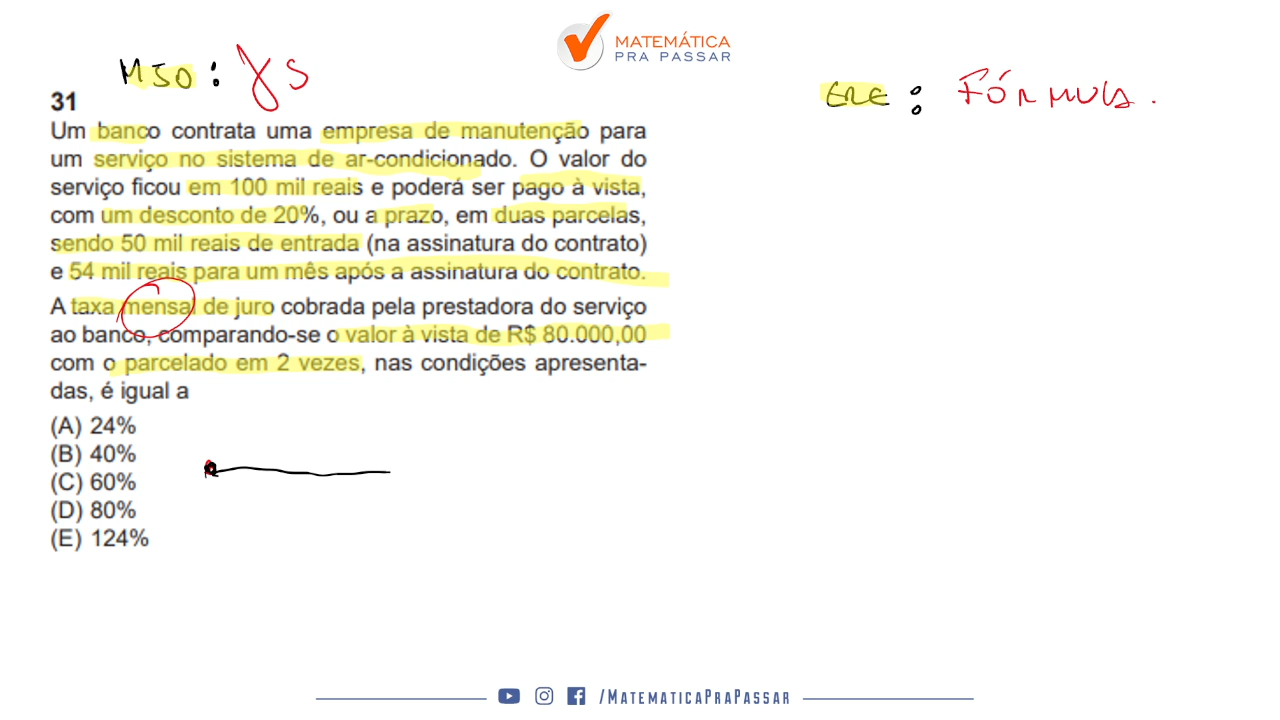 MATEMÁTICA
PRA PASSAR
MSO : JS
ERE : FÓRMULA.
31
Um banco contrata uma empresa de manutenção para
um serviço no sistema de ar-condicionado. O valor do
serviço ficou em 100 mil reais e poderá ser pago à vista,
com um desconto de 20%, ou a prazo, em duas parcelas,
sendo 50 mil reais de entrada (na assinatura do contrato)
e 54 mil reais para um mês após a assinatura do contrato.
A taxa mensal de juro cobrada pela prestadora do serviço
ao banco, comparando-se o valor à vista de R$ 80.000,00
com o parcelado em 2 vezes, nas condições apresenta-
das, é igual a
(A) 24%
(B) 40%
(C) 60%
(D) 80%
(E) 124%
/MATEMATICAPRAPASSAR